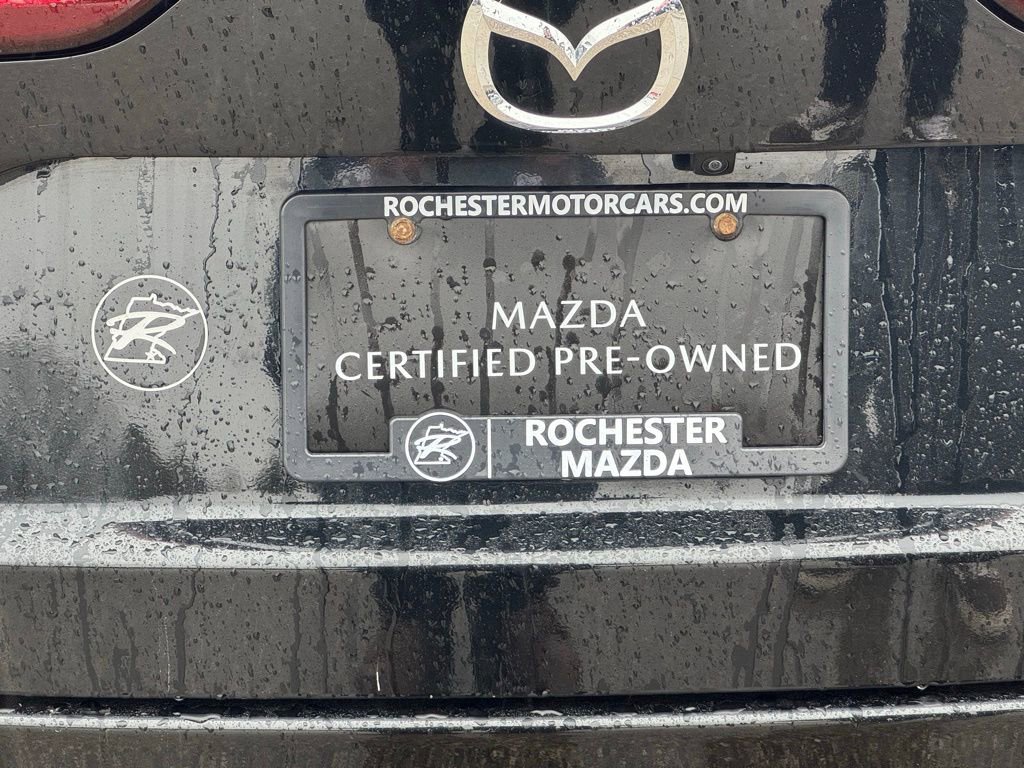 ROCHESTERMOTORCARS.COM
MAZDA
CERTIFIED PRE-OWNED
ROCHESTER
MAZDA